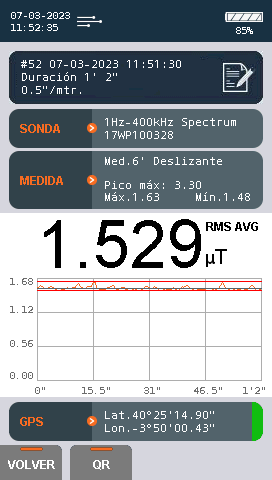 07-03-2023
11:52:35
85%
#52 07-03-2023 11:51:30
Duración 1' 2"
0.5"/mtr.
SONDA
1Hz-400kHz Spectrum
17WP100328
MEDIDA
Med.6' Deslizante
Pico máx: 3.30
Máx.1.63 Mín.1.48
1.529 RMS AVG
µT
1.68
1.12
0.56
0.00
0" 15.5" 31" 46.5" 1'2"
GPS
Lat.40°25'14.90"
Lon.-3°50'00.43"
VOLVER QR